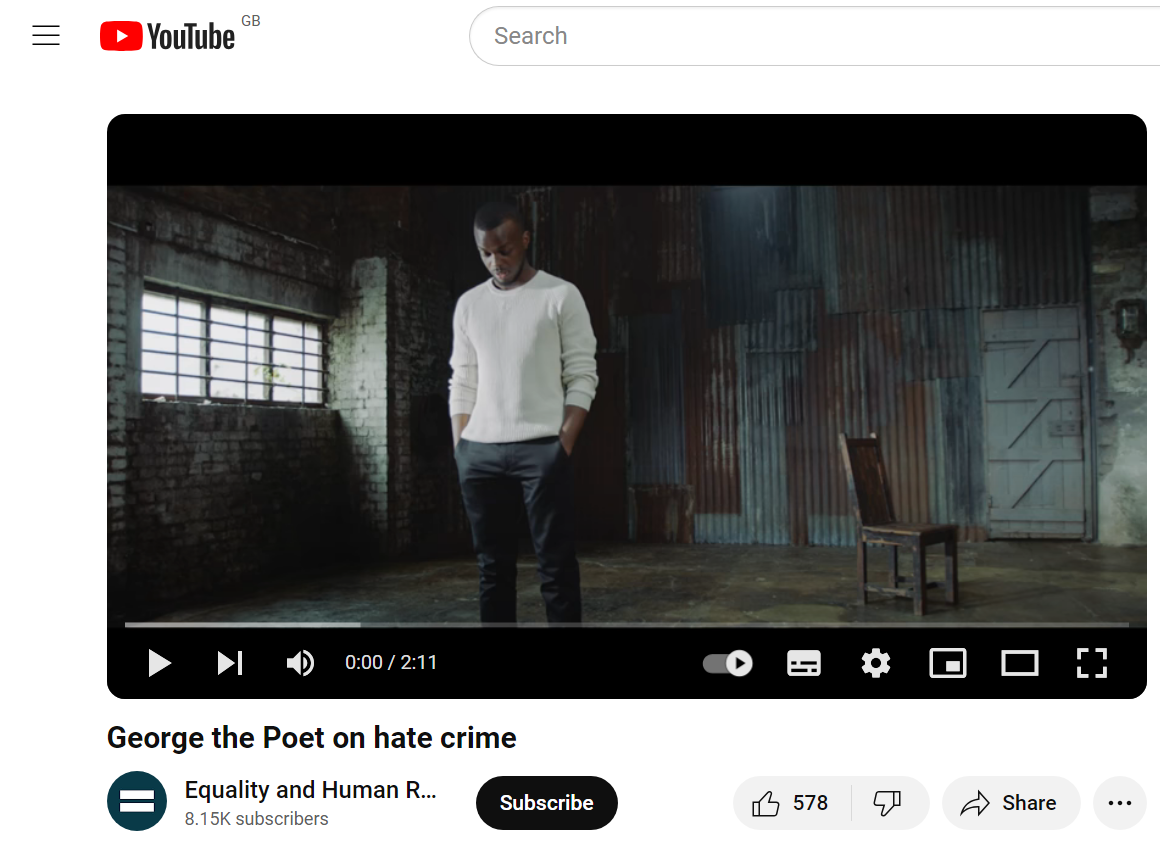 YouTube GB
Search
0:00 / 2:11
George the Poet on hate crime
Equality and Human R...
8.15K subscribers
Subscribe
578
Share